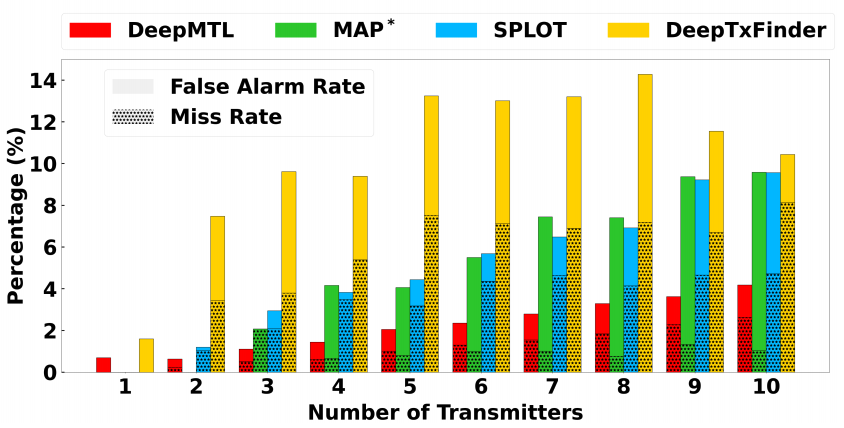 DeepMTL MAP* SPLOT DeepTxFinder
False Alarm Rate
Miss Rate
Percentage (%)
14
12
10
8
6
4
2
0
1 2 3 4 5 6 7 8 9 10
Number of Transmitters